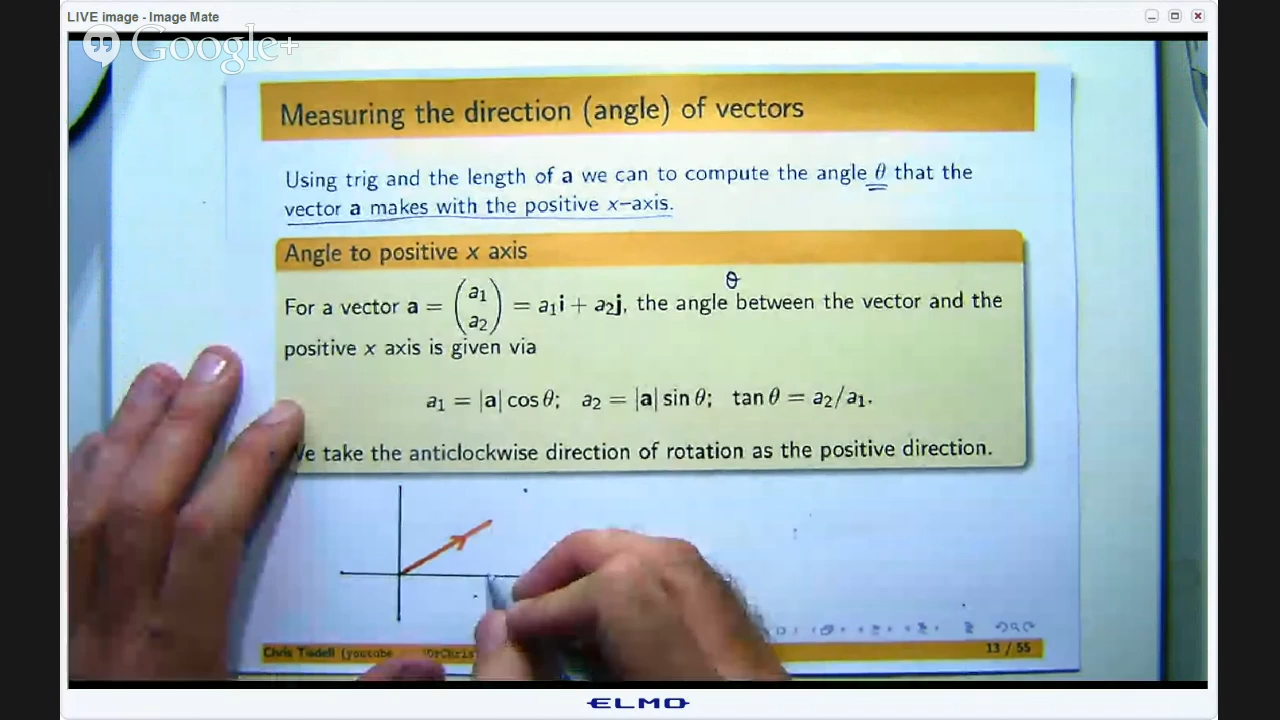 LIVE image - Image Mate
Google+
Measuring the direction (angle) of vectors
Using trig and the length of a we can to compute the angle θ that the
vector a makes with the positive x–axis.
Angle to positive x axis
θ
For a vector a = (a₁ a₂) = a₁i + a₂j, the angle between the vector and the
positive x axis is given via
a₁ = |a| cos θ; a₂ = |a| sin θ; tan θ = a₂/a₁.
We take the anticlockwise direction of rotation as the positive direction.
Chris Tisdell (youtube
13 / 55
ELMO